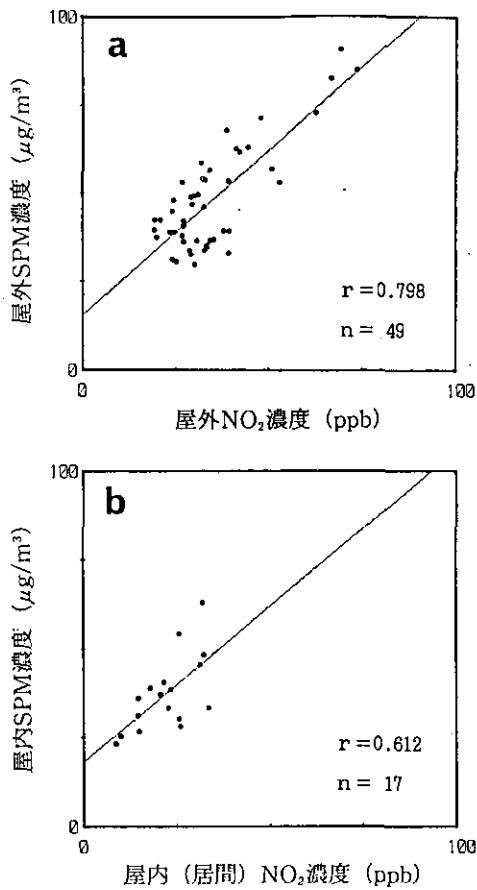 100
a
屋外SPM濃度 (μg/m³)
r=0.798
n= 49
0
0
100
屋外NO₂濃度 (ppb)
100
b
屋内SPM濃度 (μg/m³)
r=0.612
n= 17
0
0
100
屋内 (居間) NO₂濃度 (ppb)